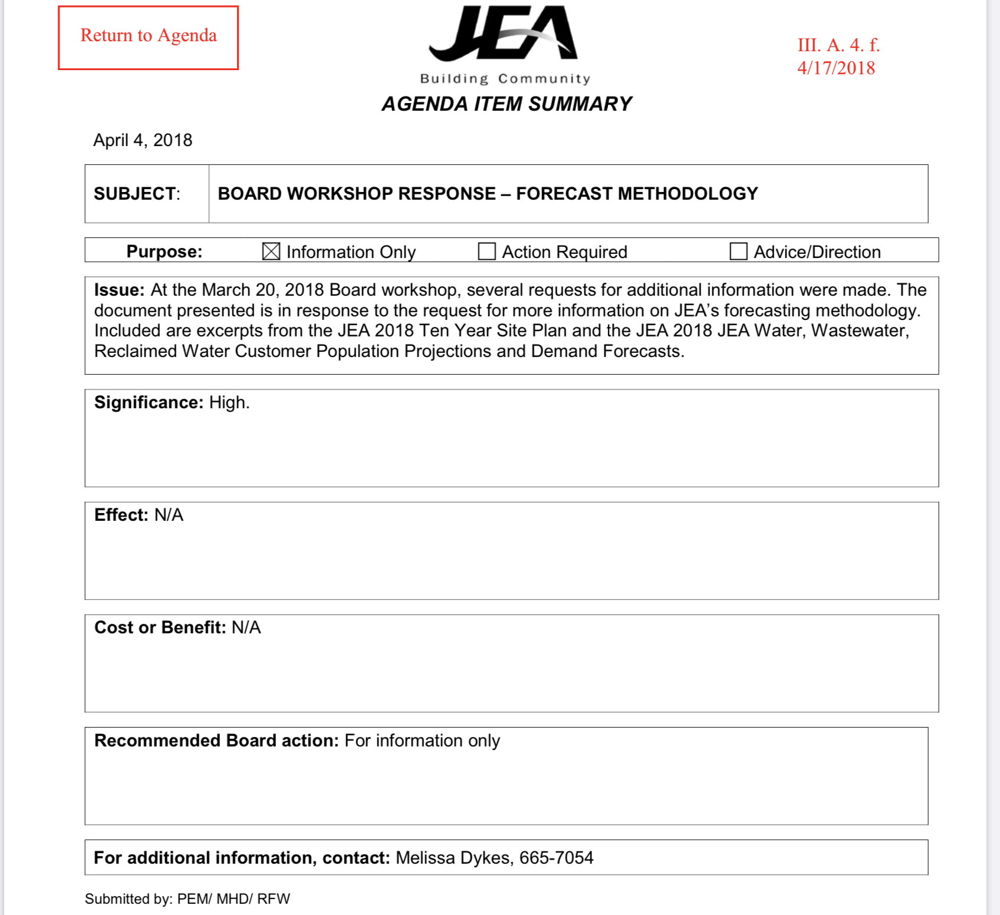 Return to Agenda
JEA
Building Community
III. A. 4. f.
4/17/2018
AGENDA ITEM SUMMARY
April 4, 2018
SUBJECT: BOARD WORKSHOP RESPONSE – FORECAST METHODOLOGY
Purpose: ☒ Information Only ☐ Action Required ☐ Advice/Direction
Issue: At the March 20, 2018 Board workshop, several requests for additional information were made. The
document presented is in response to the request for more information on JEA’s forecasting methodology.
Included are excerpts from the JEA 2018 Ten Year Site Plan and the JEA 2018 JEA Water, Wastewater,
Reclaimed Water Customer Population Projections and Demand Forecasts.
Significance: High.
Effect: N/A
Cost or Benefit: N/A
Recommended Board action: For information only
For additional information, contact: Melissa Dykes, 665-7054
Submitted by: PEM/ MHD/ RFW